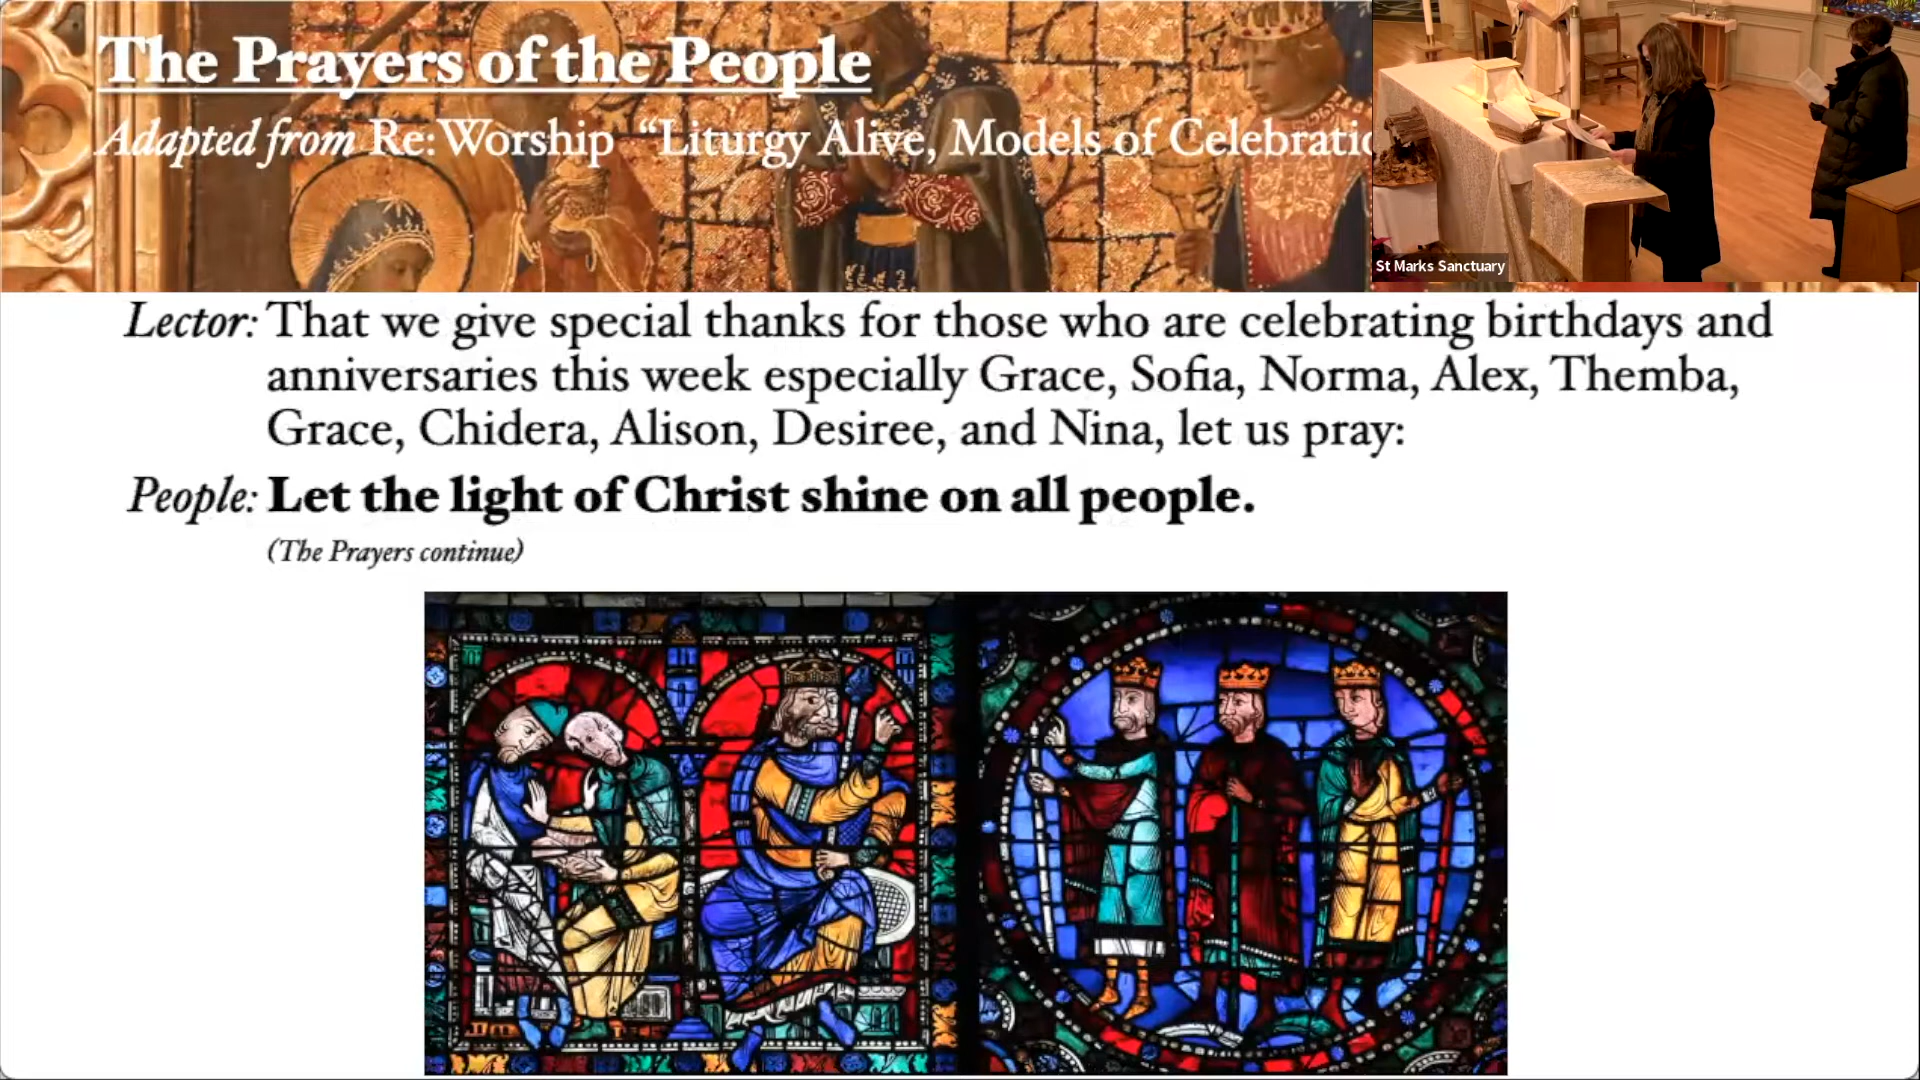 The Prayers of the People
Adapted from Re:Worship “Liturgy Alive, Models of Celebratio
St Marks Sanctuary
Lector: That we give special thanks for those who are celebrating birthdays and
anniversaries this week especially Grace, Sofia, Norma, Alex, Themba,
Grace, Chidera, Alison, Desiree, and Nina, let us pray:
People: Let the light of Christ shine on all people.
(The Prayers continue)